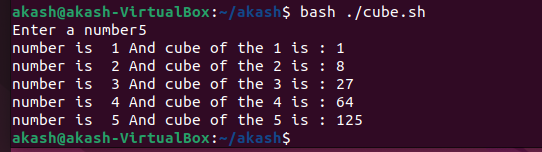 akash@akash-VirtualBox:~/akash$ bash ./cube.sh
Enter a number5
number is  1 And cube of the 1 is : 1
number is  2 And cube of the 2 is : 8
number is  3 And cube of the 3 is : 27
number is  4 And cube of the 4 is : 64
number is  5 And cube of the 5 is : 125
akash@akash-VirtualBox:~/akash$